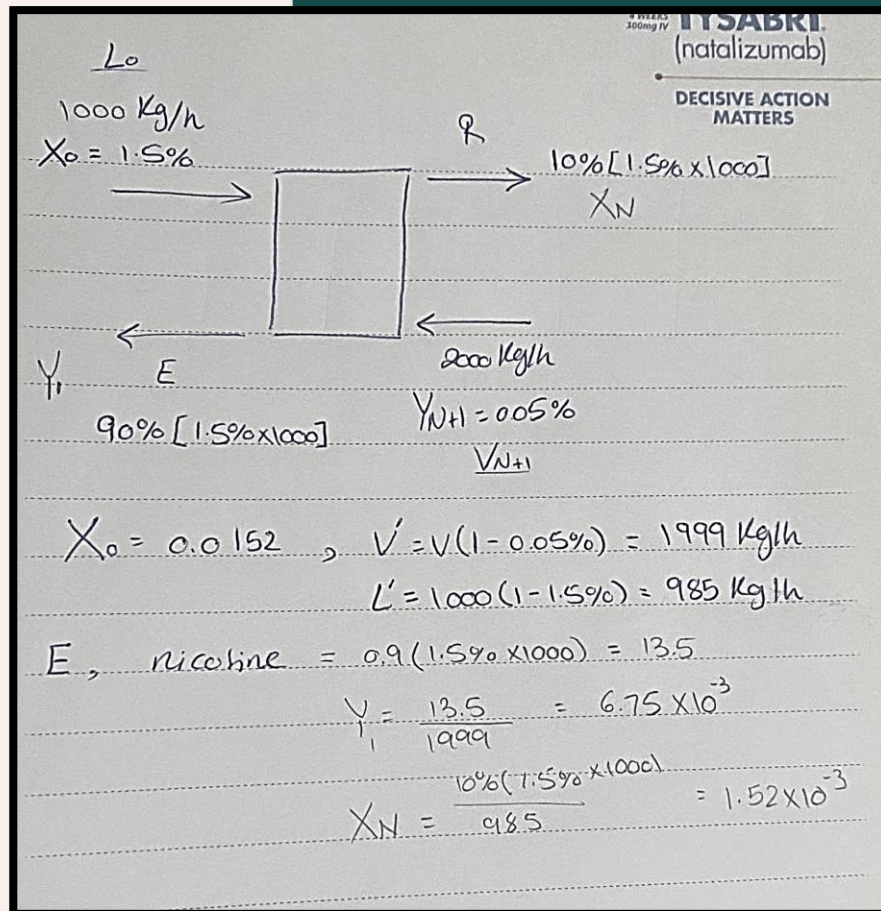 4 WEEKS
300mg IV TYSABRI
(natalizumab)
DECISIVE ACTION
MATTERS
Lo
1000 Kg/h
Xo = 1.5%
R
10% [1.5% x 1000]
XN
Y1 E
2000 Kg/h
90% [1.5% x 1000]
YN+1 = 0.05%
VN+1
Xo = 0.0152 , V' = V(1 - 0.05%) = 1999 Kg/h
L' = 1000 (1 - 1.5%) = 985 Kg/h
E, nicotine = 0.9 (1.5% x 1000) = 13.5
Y1 = 13.5 / 1999 = 6.75 x 10^-3
XN = 10% (1.5% x 1000) / 985 = 1.52 x 10^-3